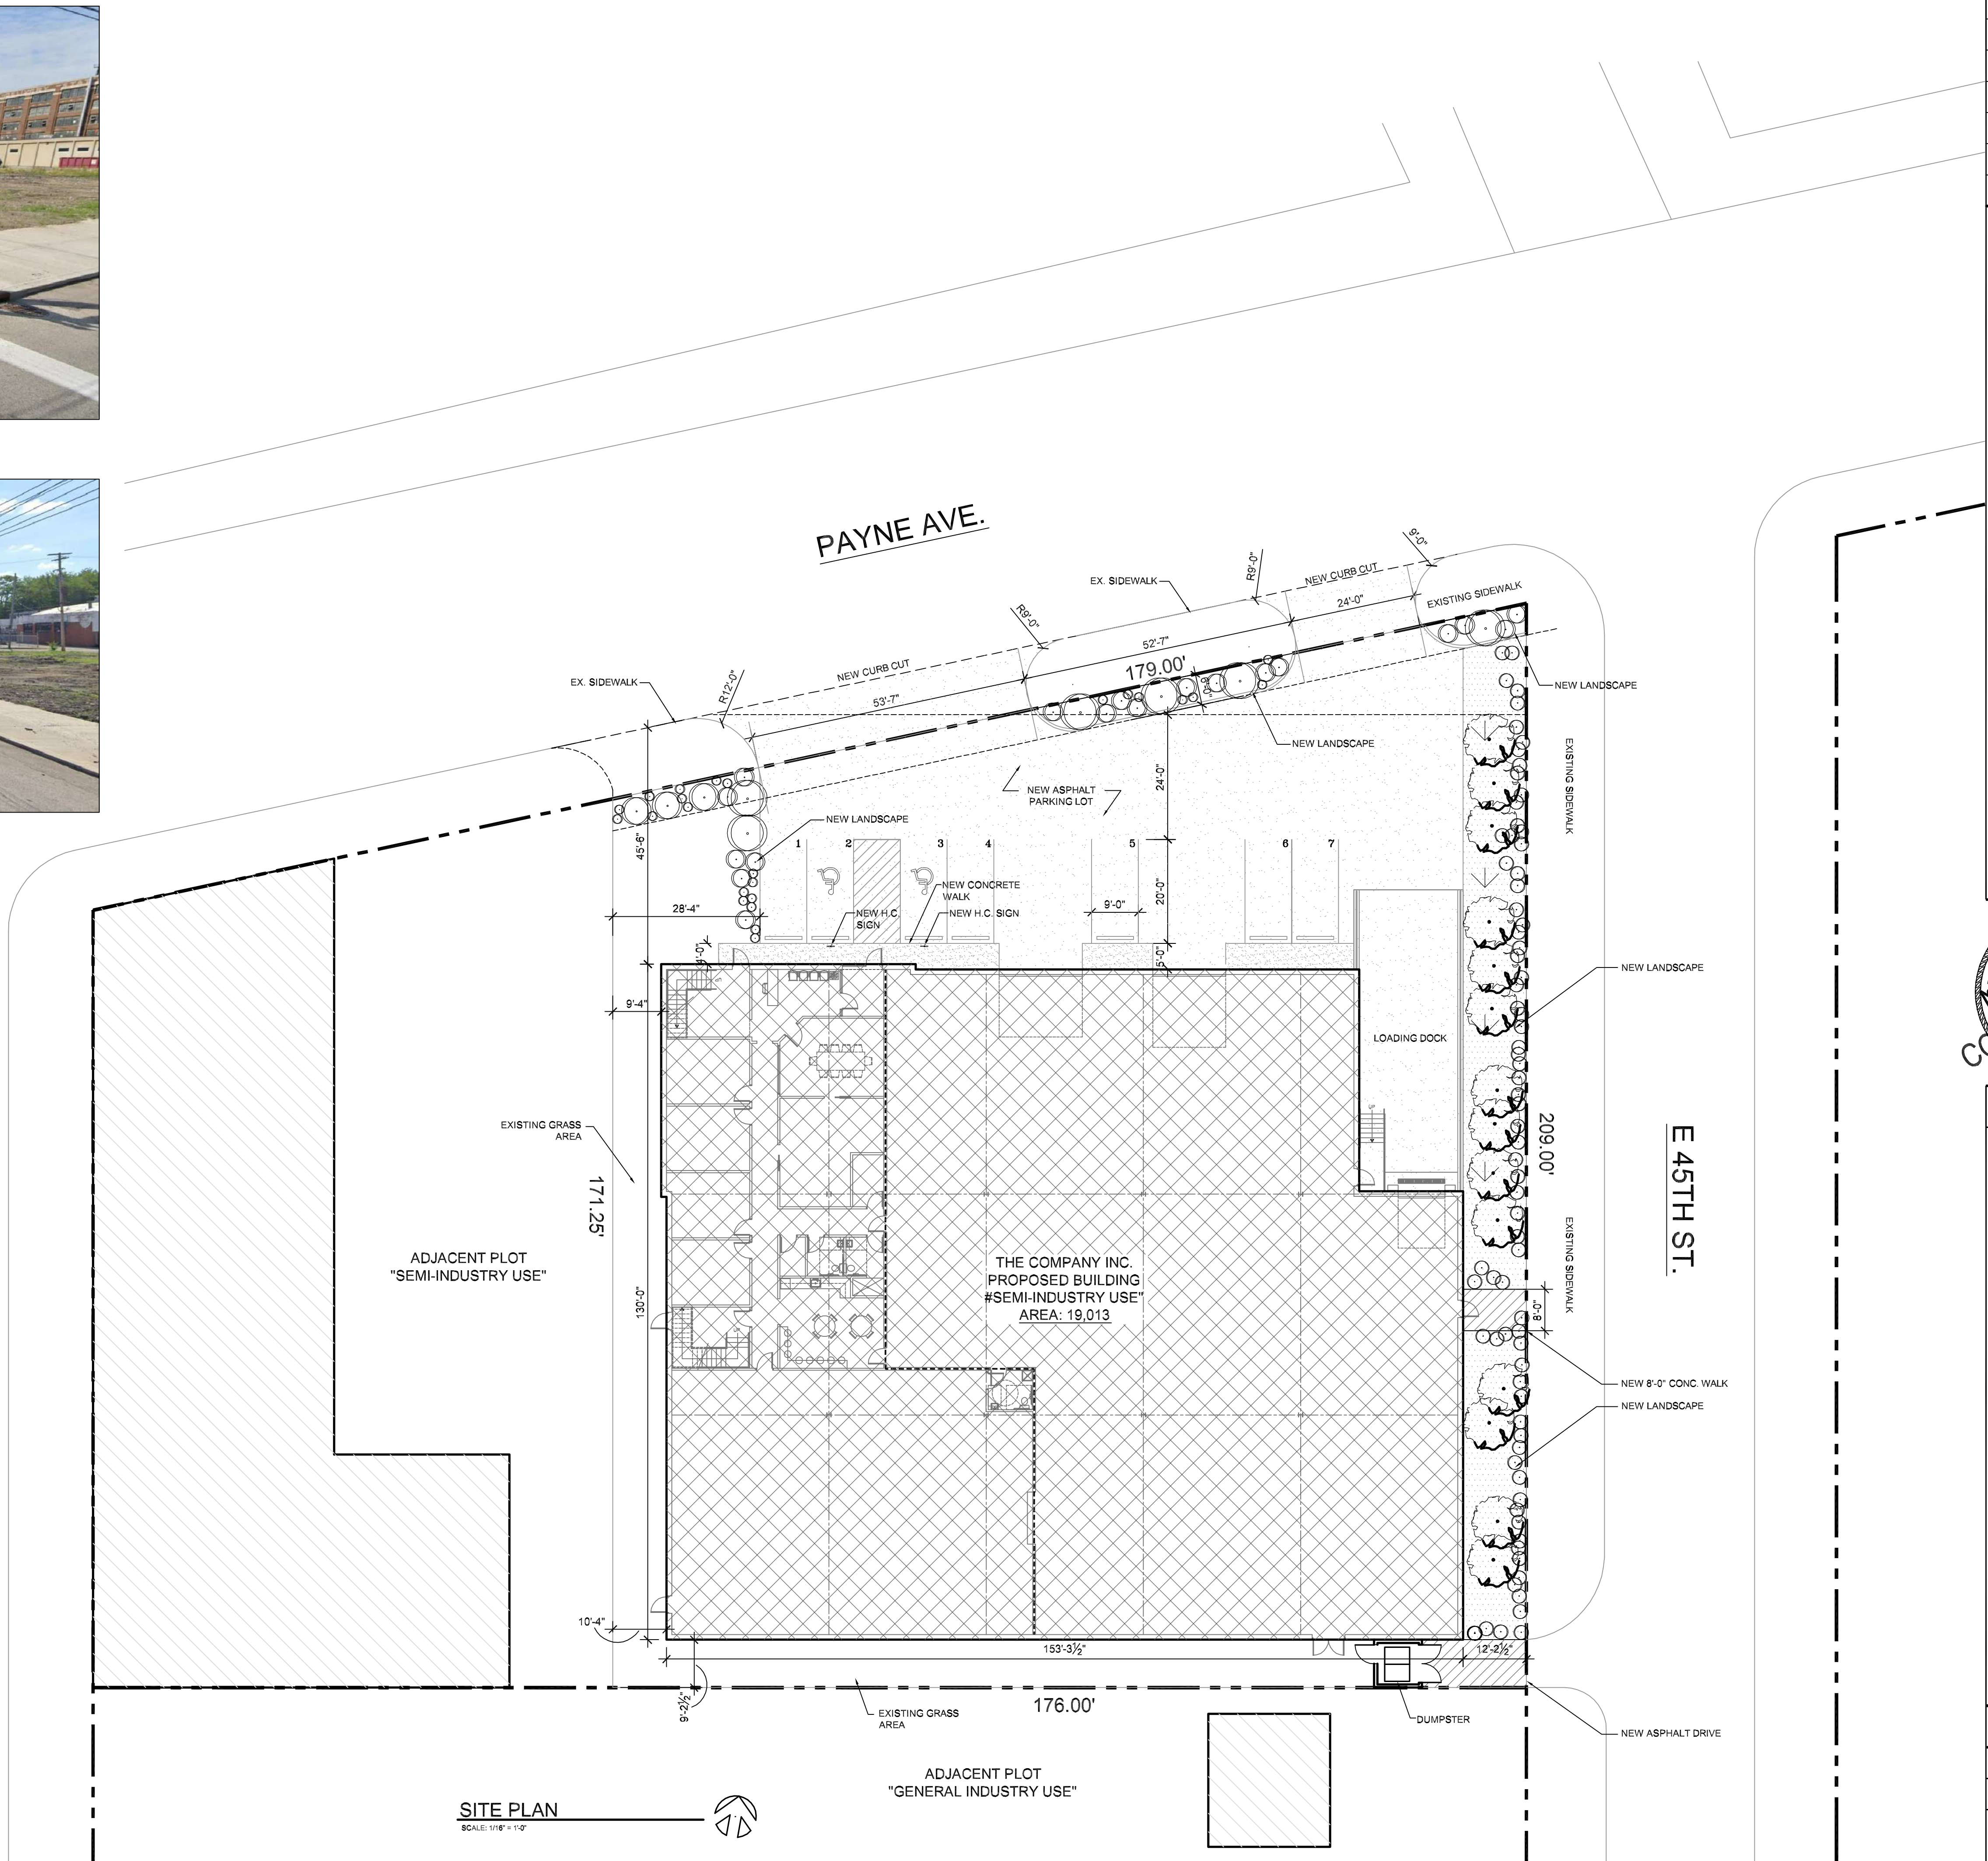 PAYNE AVE.
EX. SIDEWALK
R9'-0"
NEW CURB CUT
9'-0"
EXISTING SIDEWALK
24'-0"
R9'-0"
52'-7"
179.00'
NEW CURB CUT
53'-7"
EX. SIDEWALK
R12'-0"
NEW LANDSCAPE
NEW LANDSCAPE
EXISTING SIDEWALK
NEW ASPHALT
PARKING LOT
24'-0"
NEW LANDSCAPE
45'-6"
1
2
3
4
5
6
7
NEW CONCRETE
WALK
NEW H.C.
SIGN
NEW H.C. SIGN
28'-4"
9'-0"
20'-0"
5'-0"
9'-4"
NEW LANDSCAPE
LOADING DOCK
EXISTING GRASS
AREA
171.25'
209.00'
E 45TH ST.
ADJACENT PLOT
"SEMI-INDUSTRY USE"
130'-0"
THE COMPANY INC.
PROPOSED BUILDING
#SEMI-INDUSTRY USE"
AREA: 19,013
EXISTING SIDEWALK
8'-0"
NEW 8'-0" CONC. WALK
NEW LANDSCAPE
10'-4"
153'-3½"
12'-2½"
9'-2½"
176.00'
EXISTING GRASS
AREA
DUMPSTER
NEW ASPHALT DRIVE
ADJACENT PLOT
"GENERAL INDUSTRY USE"
SITE PLAN
SCALE: 1/16" = 1'-0"